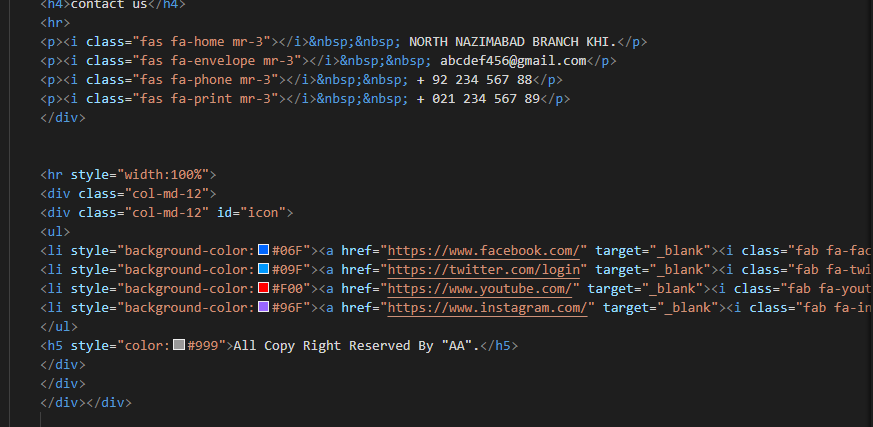 <h4>contact us</h4>
<hr>
<p><i class="fas fa-home mr-3"></i>&nbsp;&nbsp; NORTH NAZIMABAD BRANCH KHI.</p>
<p><i class="fas fa-envelope mr-3"></i>&nbsp;&nbsp; abcdef456@gmail.com</p>
<p><i class="fas fa-phone mr-3"></i>&nbsp;&nbsp; + 92 234 567 88</p>
<p><i class="fas fa-print mr-3"></i>&nbsp;&nbsp; + 021 234 567 89</p>
</div>
<hr style="width:100%">
<div class="col-md-12">
<div class="col-md-12" id="icon">
<ul>
<li style="background-color:#06F"><a href="https://www.facebook.com/" target="_blank"><i class="fab fa-fac
<li style="background-color:#09F"><a href="https://twitter.com/login" target="_blank"><i class="fab fa-twi
<li style="background-color:#F00"><a href="https://www.youtube.com/" target="_blank"><i class="fab fa-yout
<li style="background-color:#96F"><a href="https://www.instagram.com/" target="_blank"><i class="fab fa-in
</ul>
<h5 style="color:#999">All Copy Right Reserved By "AA".</h5>
</div>
</div>
</div></div>